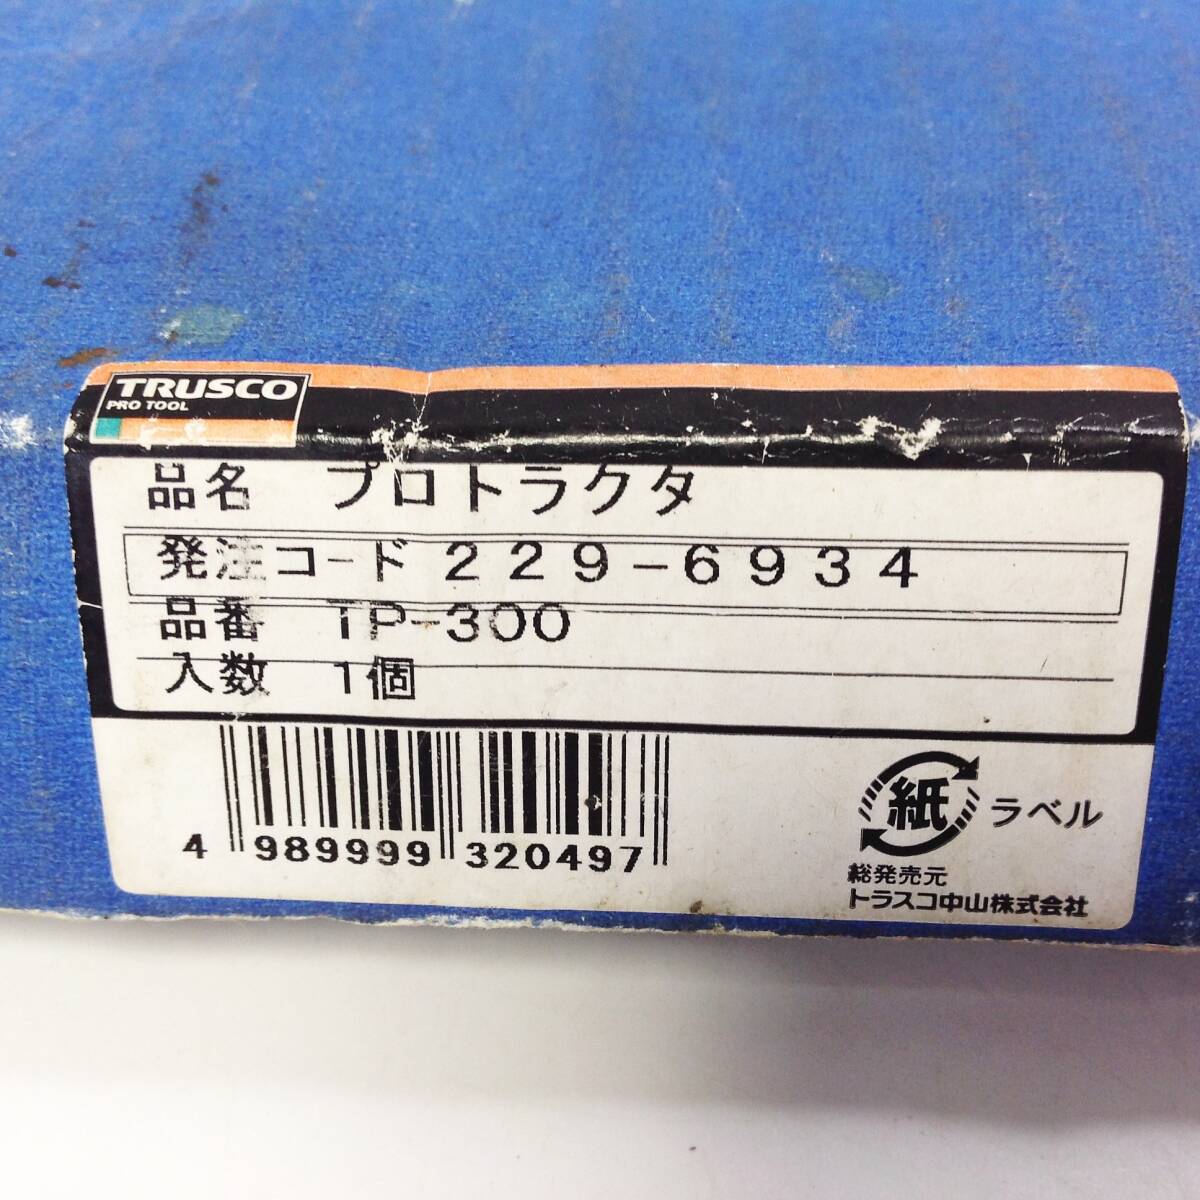 TRUSCO
PRO TOOL
品名 プロトラクタ
発注コード 229-6934
品番 TP-300
入数 1個
4 989999 320497
紙 ラベル
総発売元
トラスコ中山株式会社